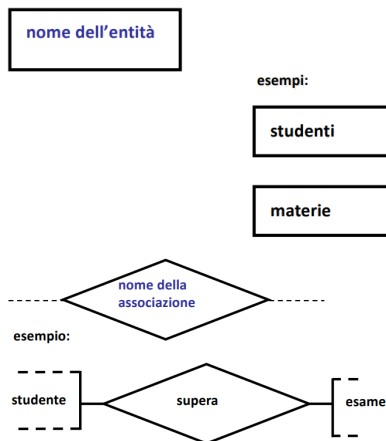 nome dell'entità
esempi:
studenti
materie
nome della
associazione
esempio:
studente
supera
esame